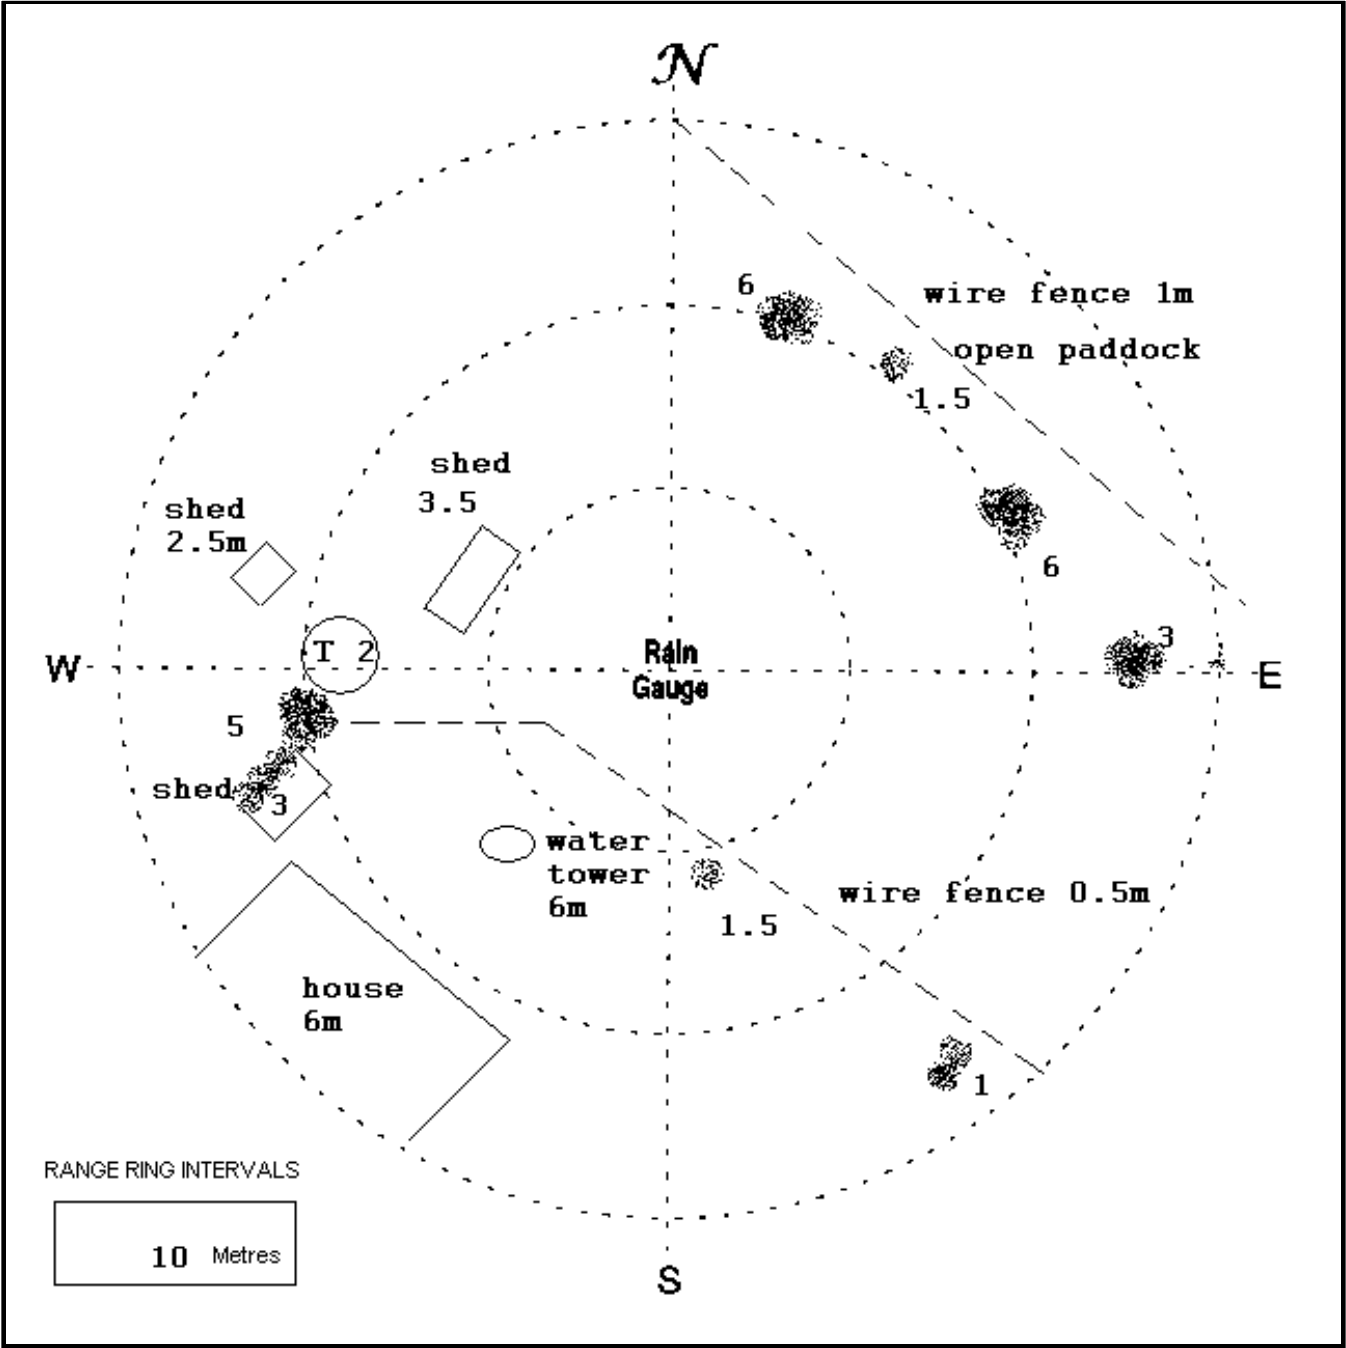 N
6
wire fence 1m
open paddock
1.5
shed
3.5
shed
2.5m
6
W
T 2
Rain
Gauge
3
E
5
shed
3
water
tower
6m
1.5
wire fence 0.5m
house
6m
1
RANGE RING INTERVALS
10 Metres
S